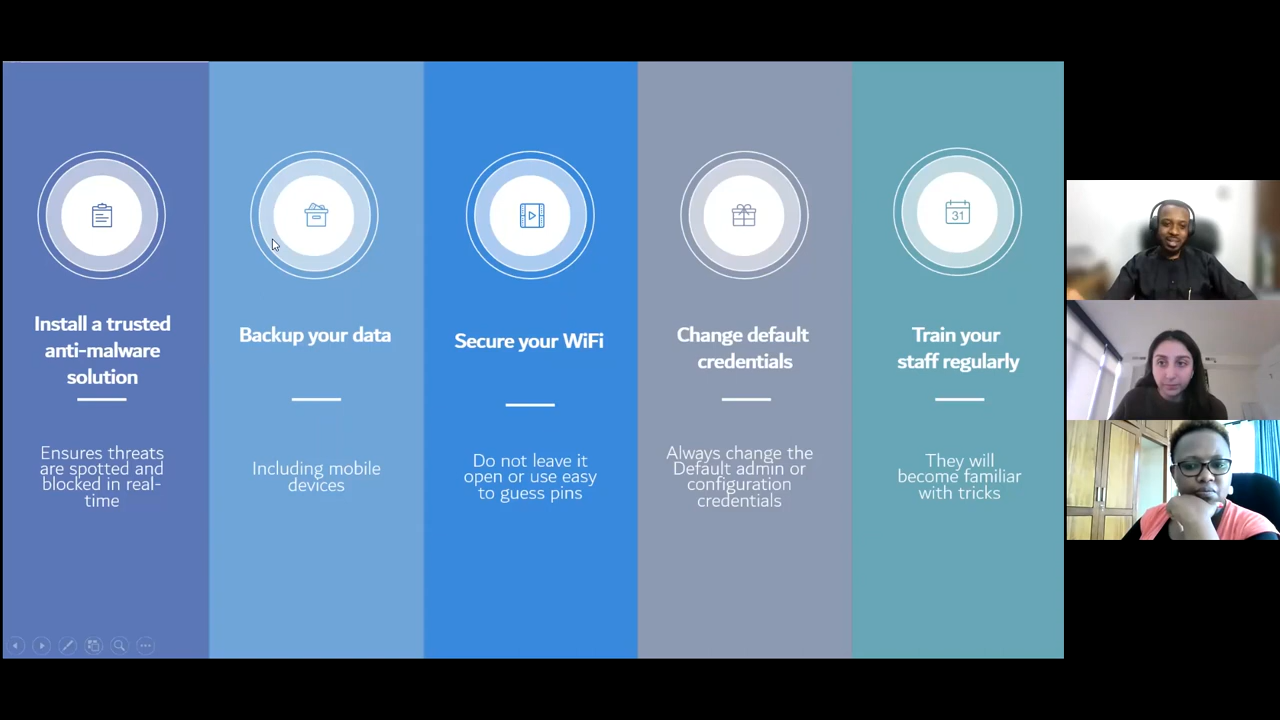 Install a trusted
anti-malware
solution
Ensures threats
are spotted and
blocked in real-
time
Backup your data
Including mobile
devices
Secure your WiFi
Do not leave it
open or use easy
to guess pins
Change default
credentials
Always change the
Default admin or
configuration
credentials
31
Train your
staff regularly
They will
become familiar
with tricks